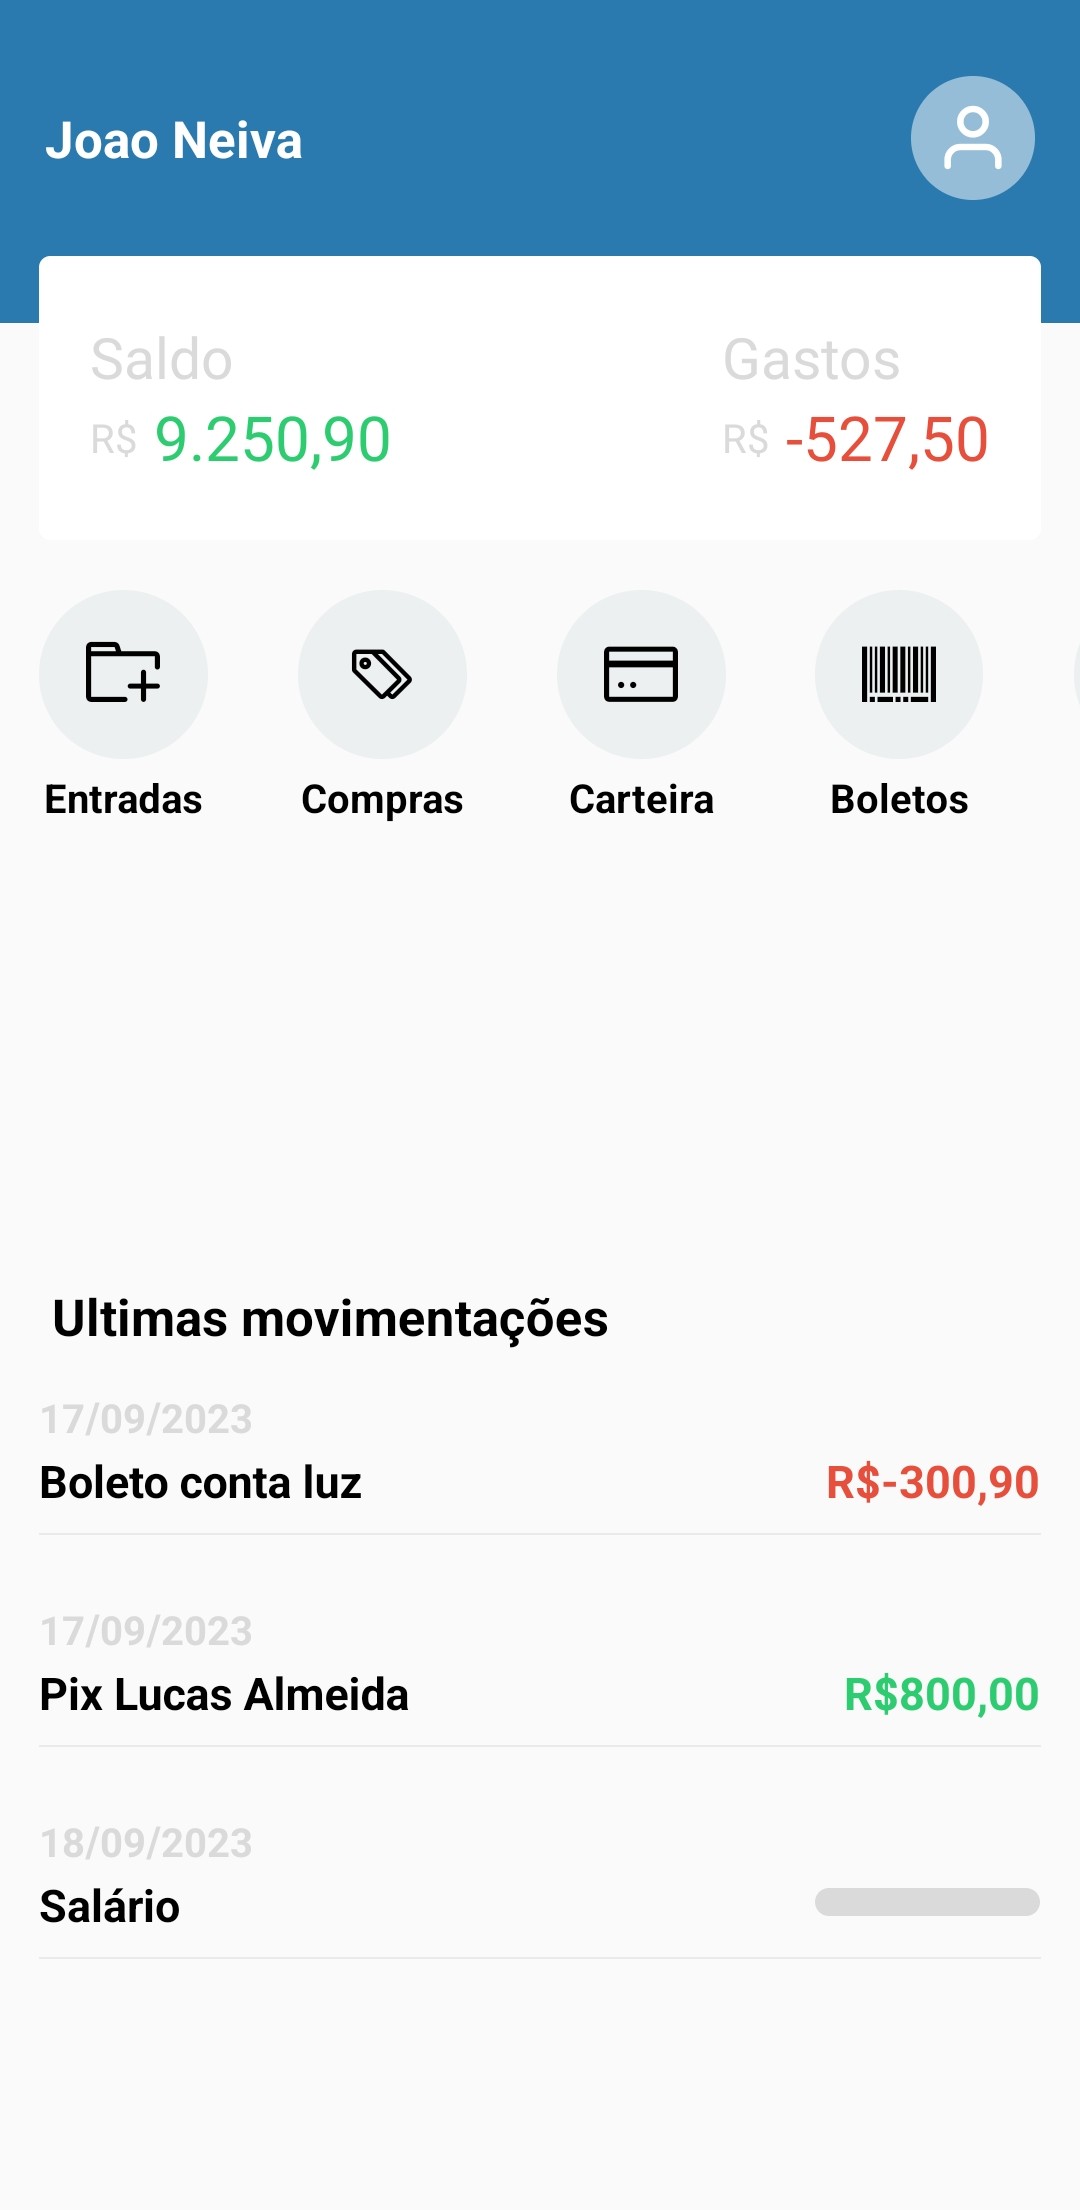 Joao Neiva
Saldo
Gastos
R$ 9.250,90
R$ -527,50
Entradas
Compras
Carteira
Boletos
Ultimas movimentações
17/09/2023
Boleto conta luz
R$-300,90
17/09/2023
Pix Lucas Almeida
R$800,00
18/09/2023
Salário